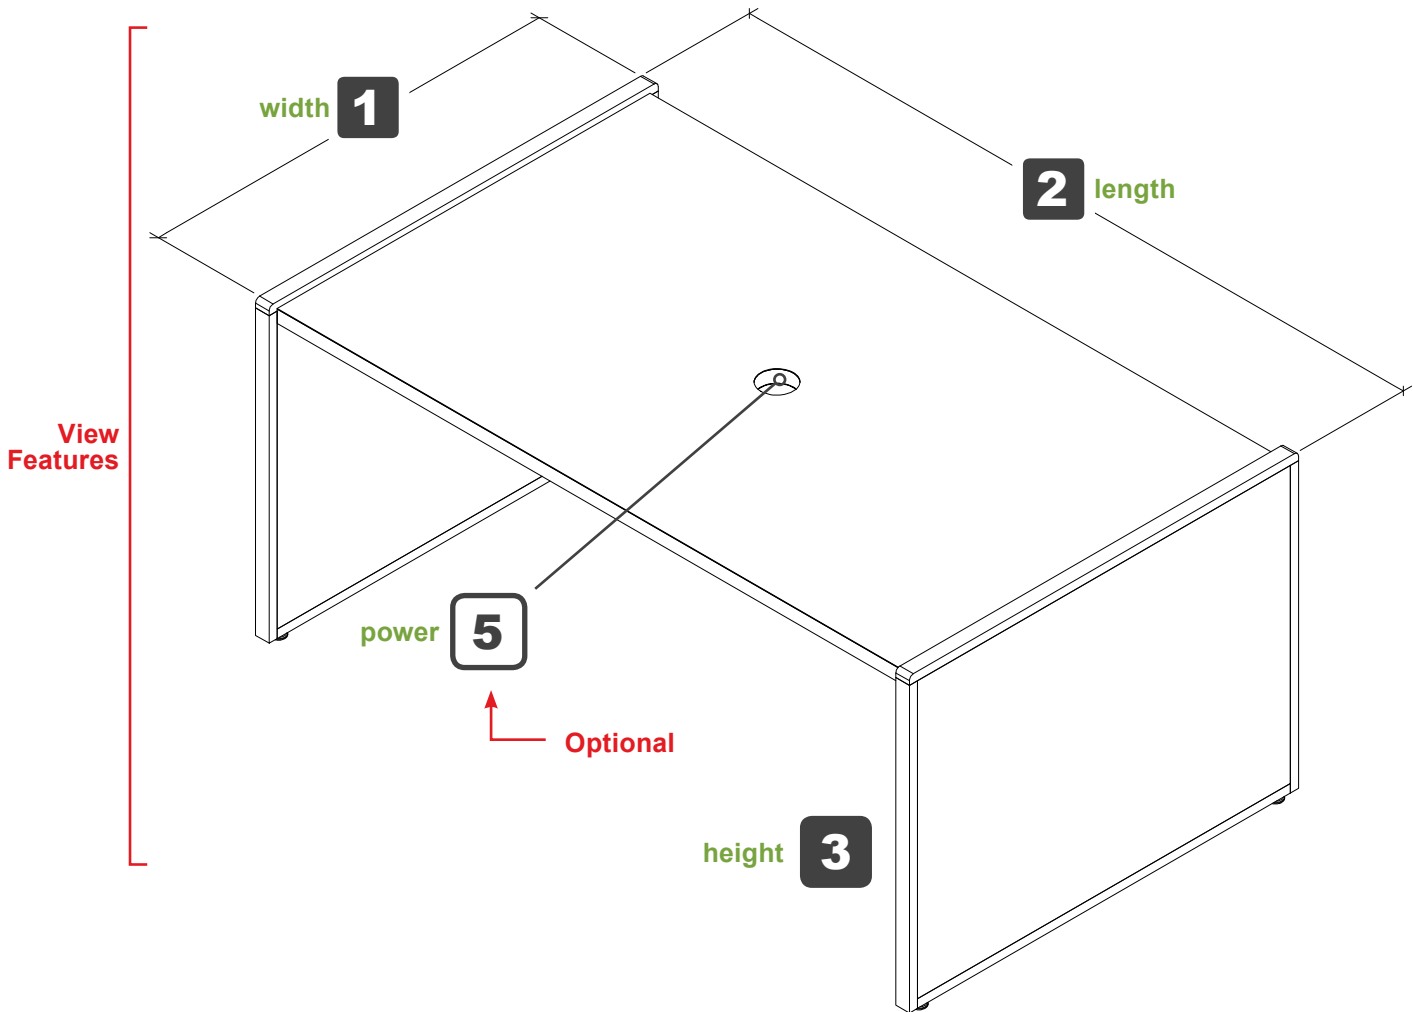 width 1
2 length
View
Features
power 5
Optional
height 3